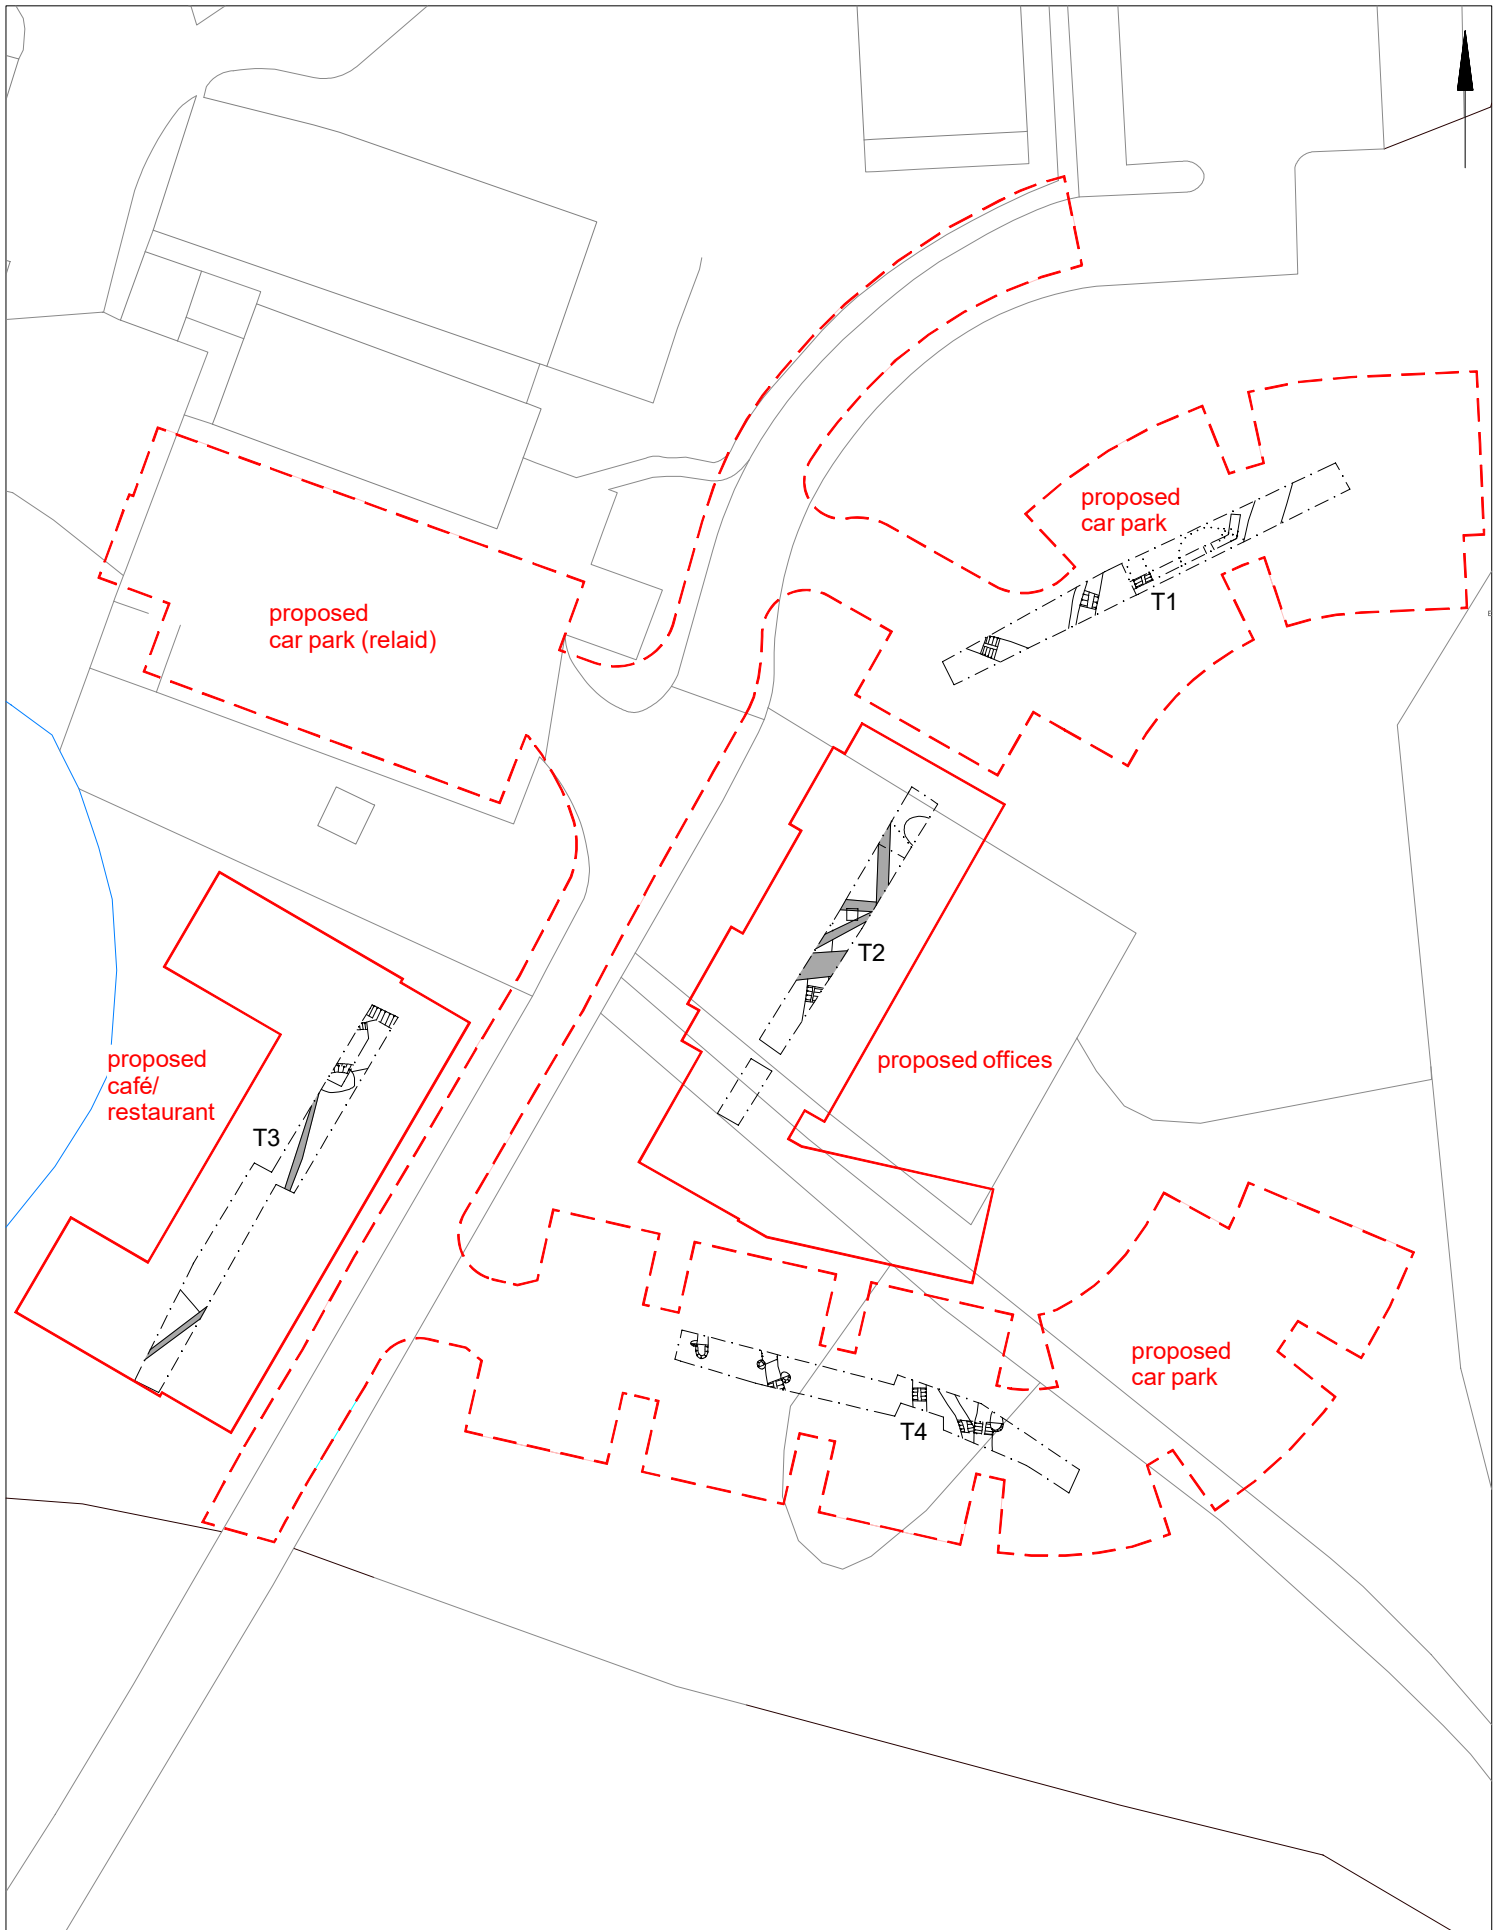 proposed
car park
T1
proposed
car park (relaid)
T2
proposed offices
proposed
café/
restaurant
T3
proposed
car park
T4